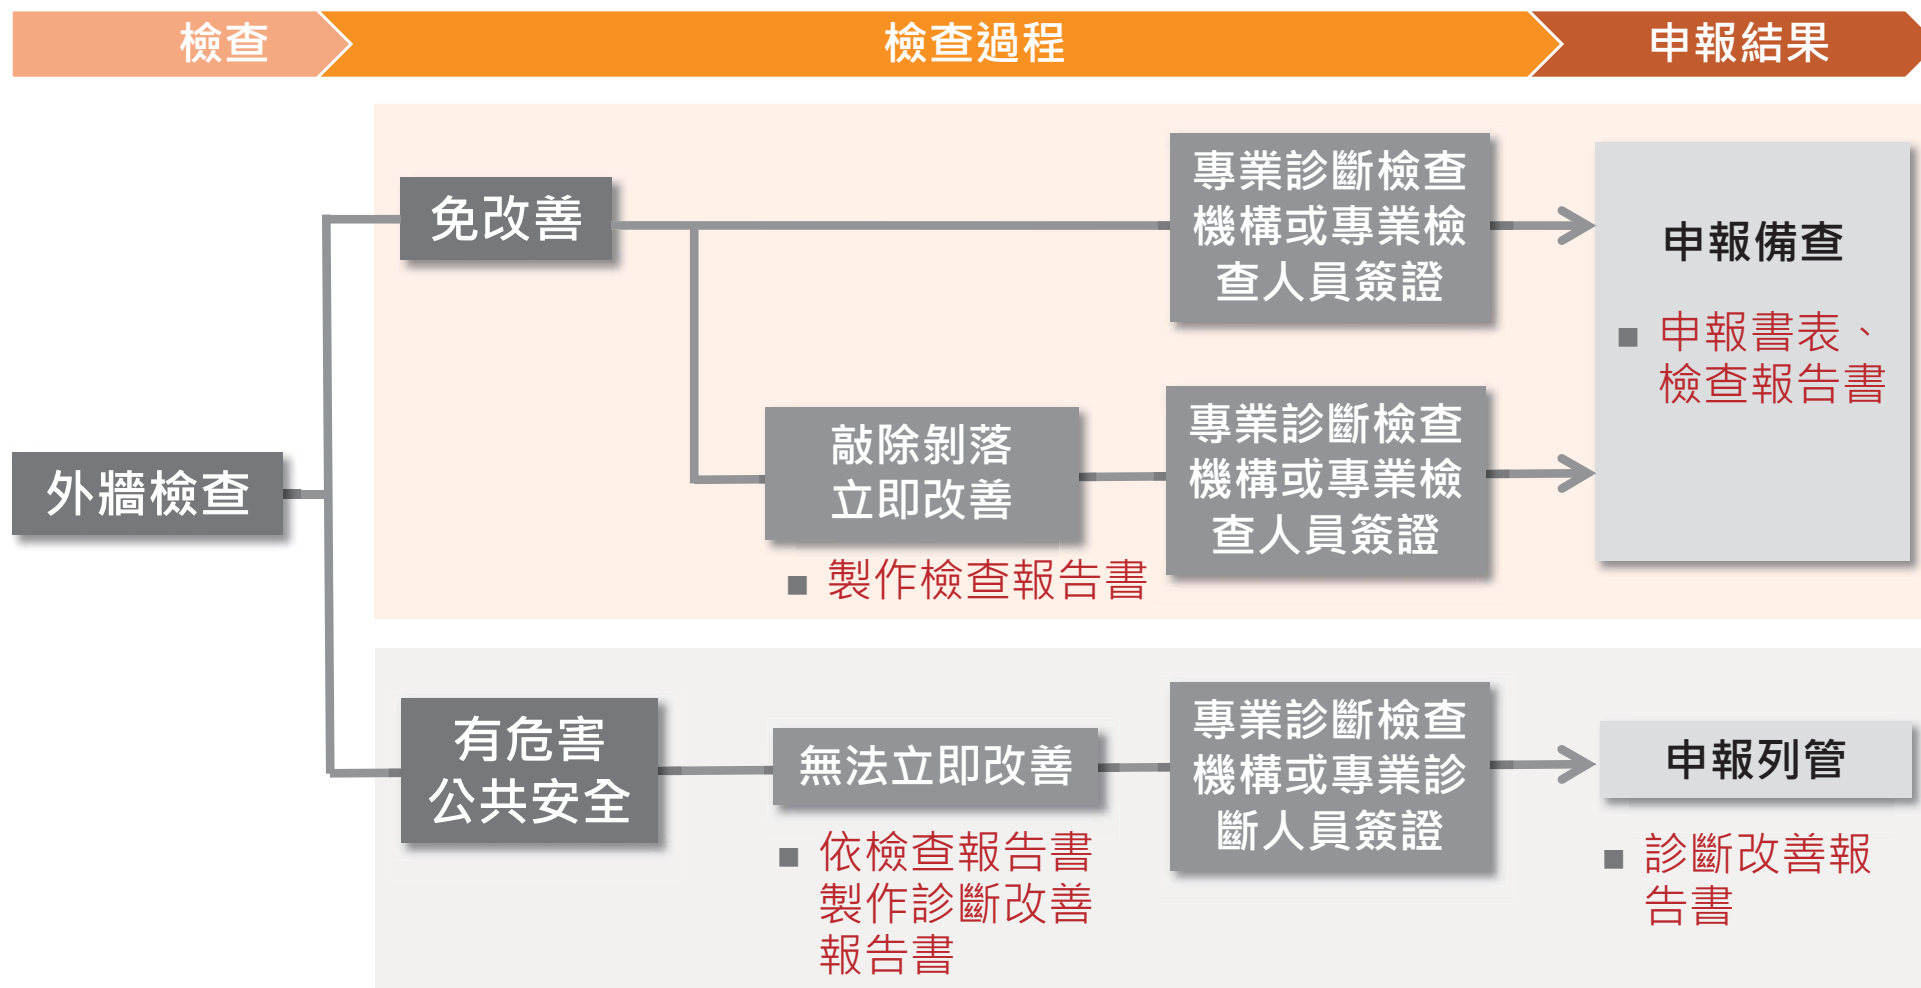 檢查
檢查過程
申報結果
免改善
專業診斷檢查
機構或專業檢
查人員簽證
申報備查
■ 申報書表、
檢查報告書
外牆檢查
敲除剝落
立即改善
■ 製作檢查報告書
專業診斷檢查
機構或專業檢
查人員簽證
有危害
公共安全
無法立即改善
■ 依檢查報告書
製作診斷改善
報告書
專業診斷檢查
機構或專業診
斷人員簽證
申報列管
■ 診斷改善報
告書